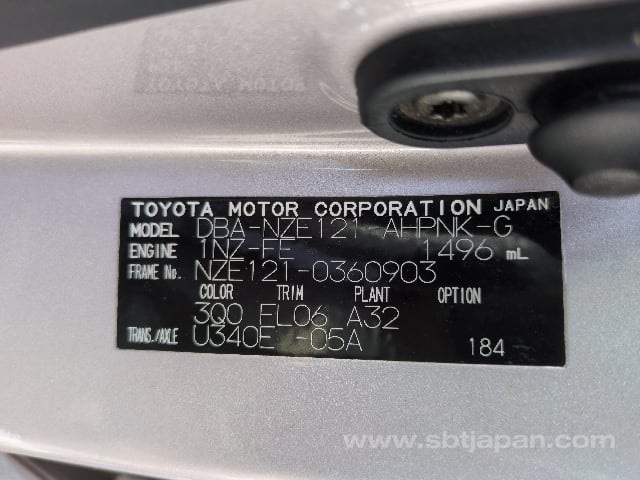 TOYOTA MOTOR CORPORATION JAPAN
MODEL DBA-NZE121-AHPNK-G
ENGINE 1NZ-FE 1496 mL
FRAME No. NZE121-0360903
COLOR TRIM PLANT OPTION
3Q0 FL06 A32
TRANS./AXLE U340E -05A 184
www.sbtjapan.com